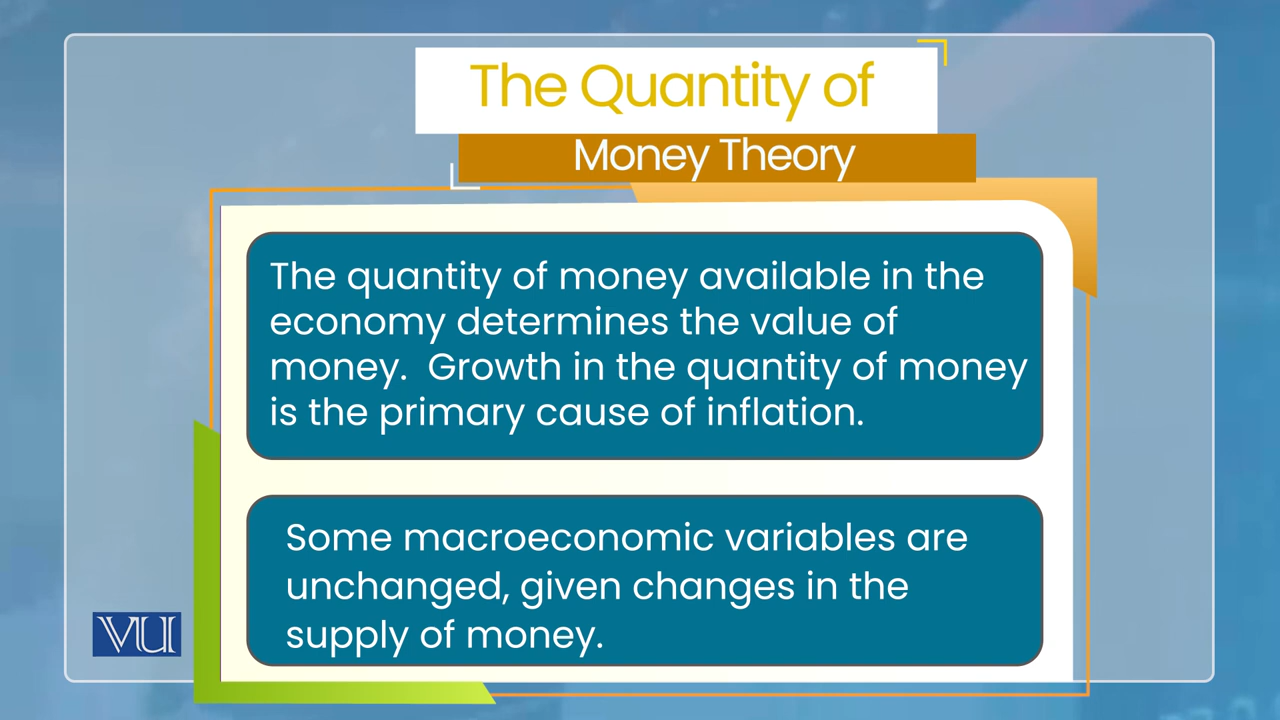 The Quantity of
Money Theory
The quantity of money available in the
economy determines the value of
money.  Growth in the quantity of money
is the primary cause of inflation.
Some macroeconomic variables are
unchanged, given changes in the
supply of money.
VU